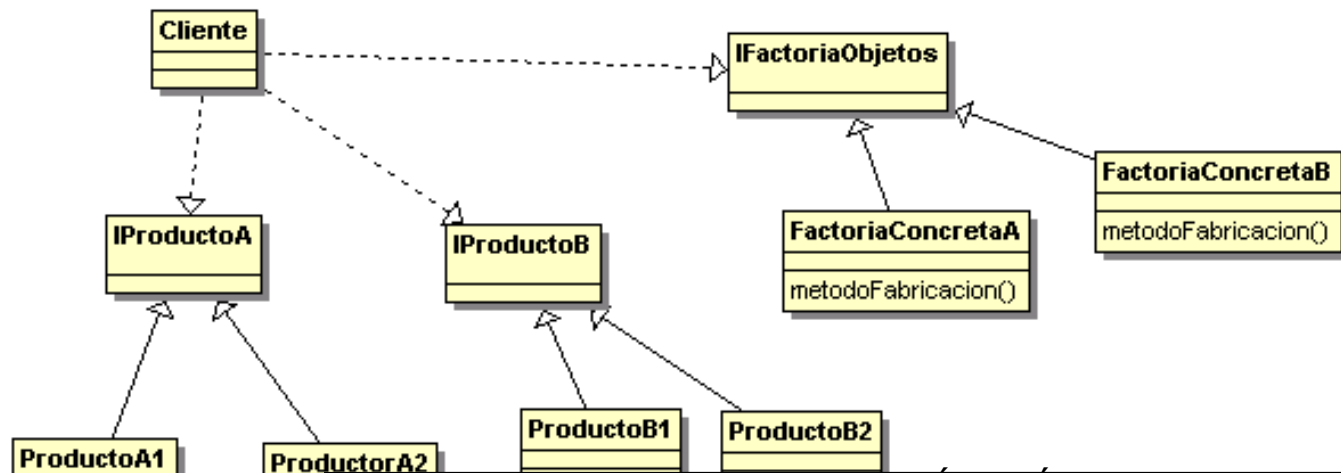 Cliente
IFactoriaObjetos
FactoriaConcretaB
metodoFabricacion()
IProductoA
IProductoB
FactoriaConcretaA
metodoFabricacion()
ProductoA1
ProductorA2
ProductoB1
ProductoB2